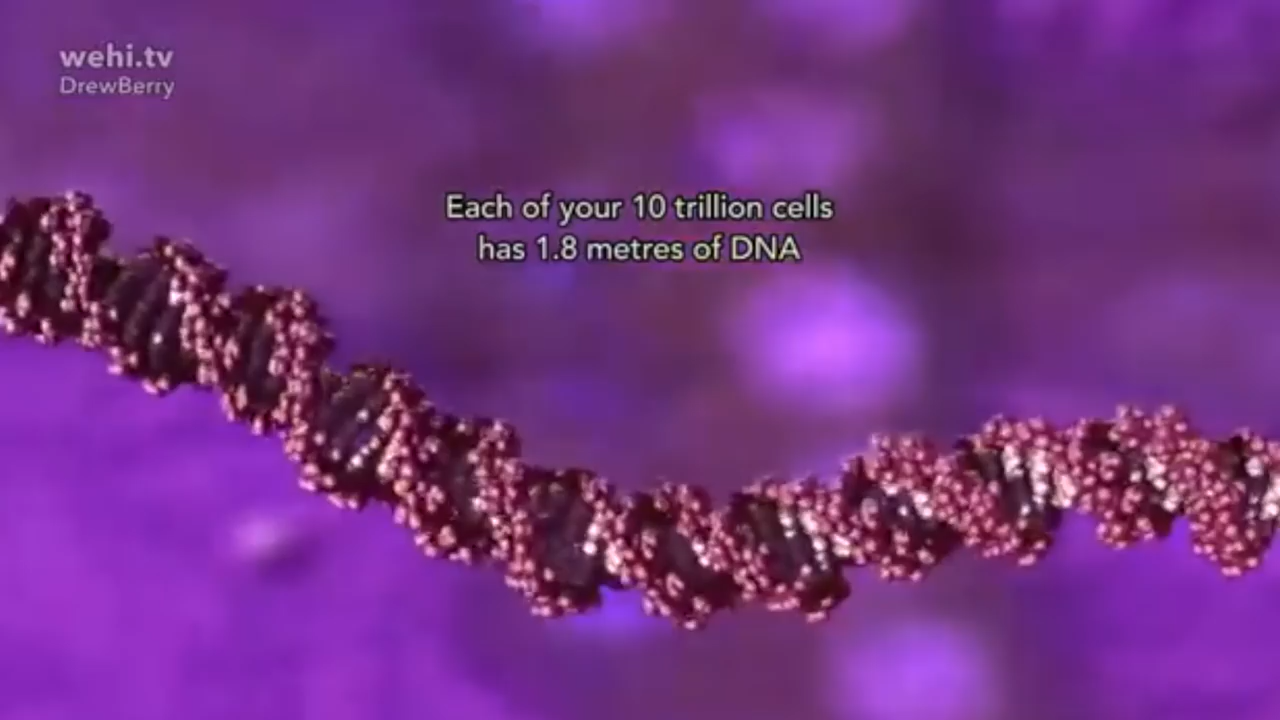 wehi.tv
DrewBerry
Each of your 10 trillion cells
has 1.8 metres of DNA